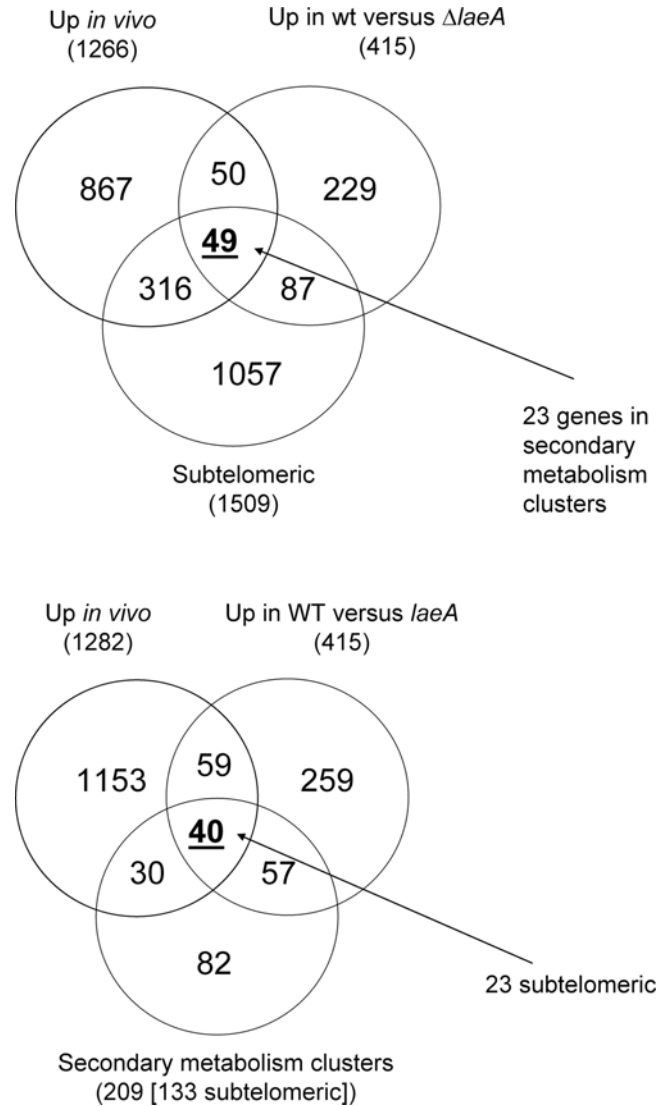 Up in vivo
(1266)
Up in wt versus ΔlaeA
(415)
867
50
229
49
316
87
1057
23 genes in
secondary
metabolism
clusters
Subtelomeric
(1509)
Up in vivo
(1282)
Up in WT versus laeA
(415)
1153
59
259
40
30
57
82
23 subtelomeric
Secondary metabolism clusters
(209 [133 subtelomeric])